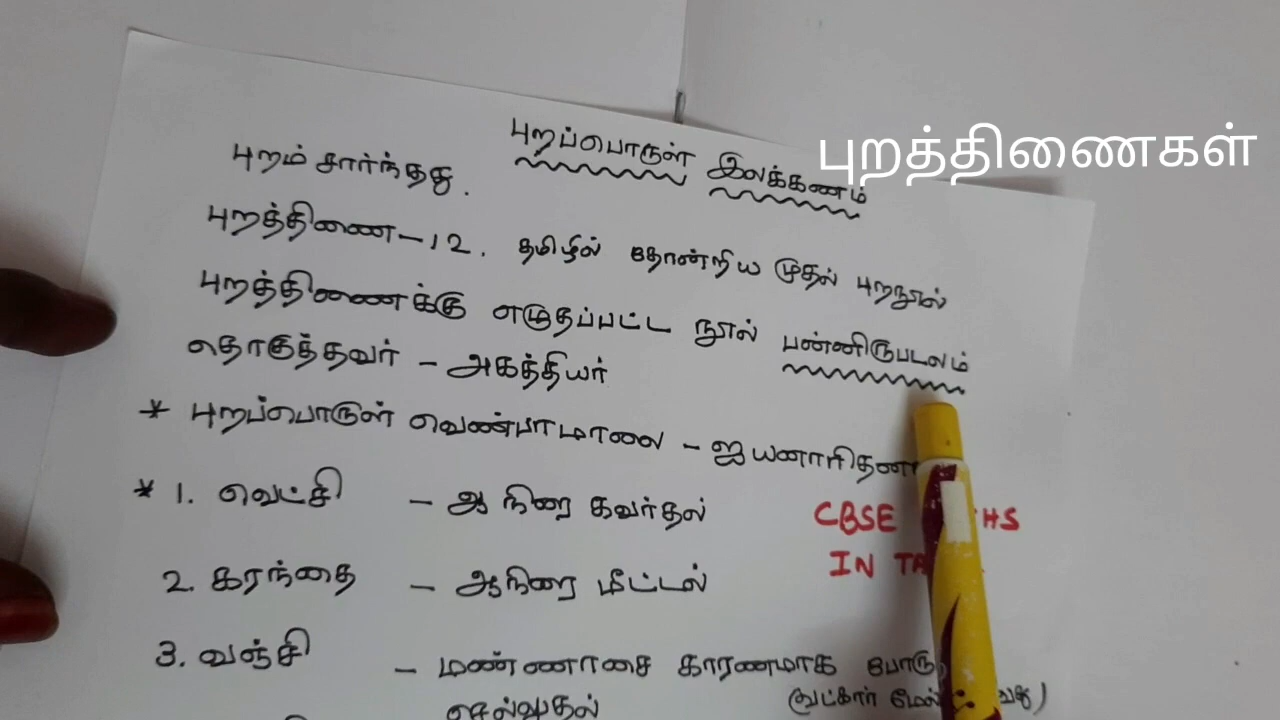 புறத்திணைகள்
புறப்பொருள் இலக்கணம்
புறம் சார்ந்தது.
புறத்திணை-12. தமிழில் தோன்றிய முதல் புறநூல்
புறத்திணைக்கு எழுதப்பட்ட நூல் பன்னிருபடலம்
தொகுத்தவர் - அகத்தியர்
* புறப்பொருள் வெண்பாமாலை - ஐயனாரிதனா
* 1. வெட்சி - ஆ நிரை கவர்தல்
CBSE
IN
2. கரந்தை - ஆநிரை மீட்டல்
3. வஞ்சி - மண்ணாசை காரணமாக
செல்லுதல் மேல்